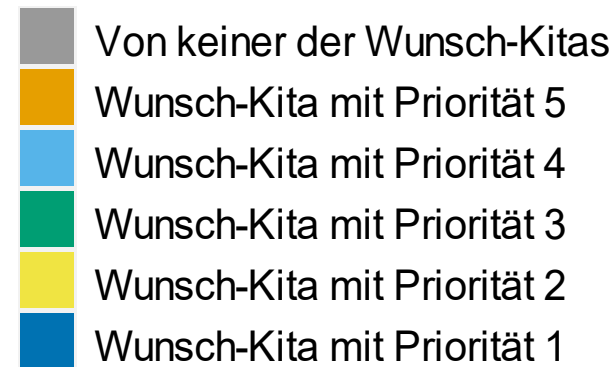 Von keiner der Wunsch-Kitas
Wunsch-Kita mit Priorität 5
Wunsch-Kita mit Priorität 4
Wunsch-Kita mit Priorität 3
Wunsch-Kita mit Priorität 2
Wunsch-Kita mit Priorität 1